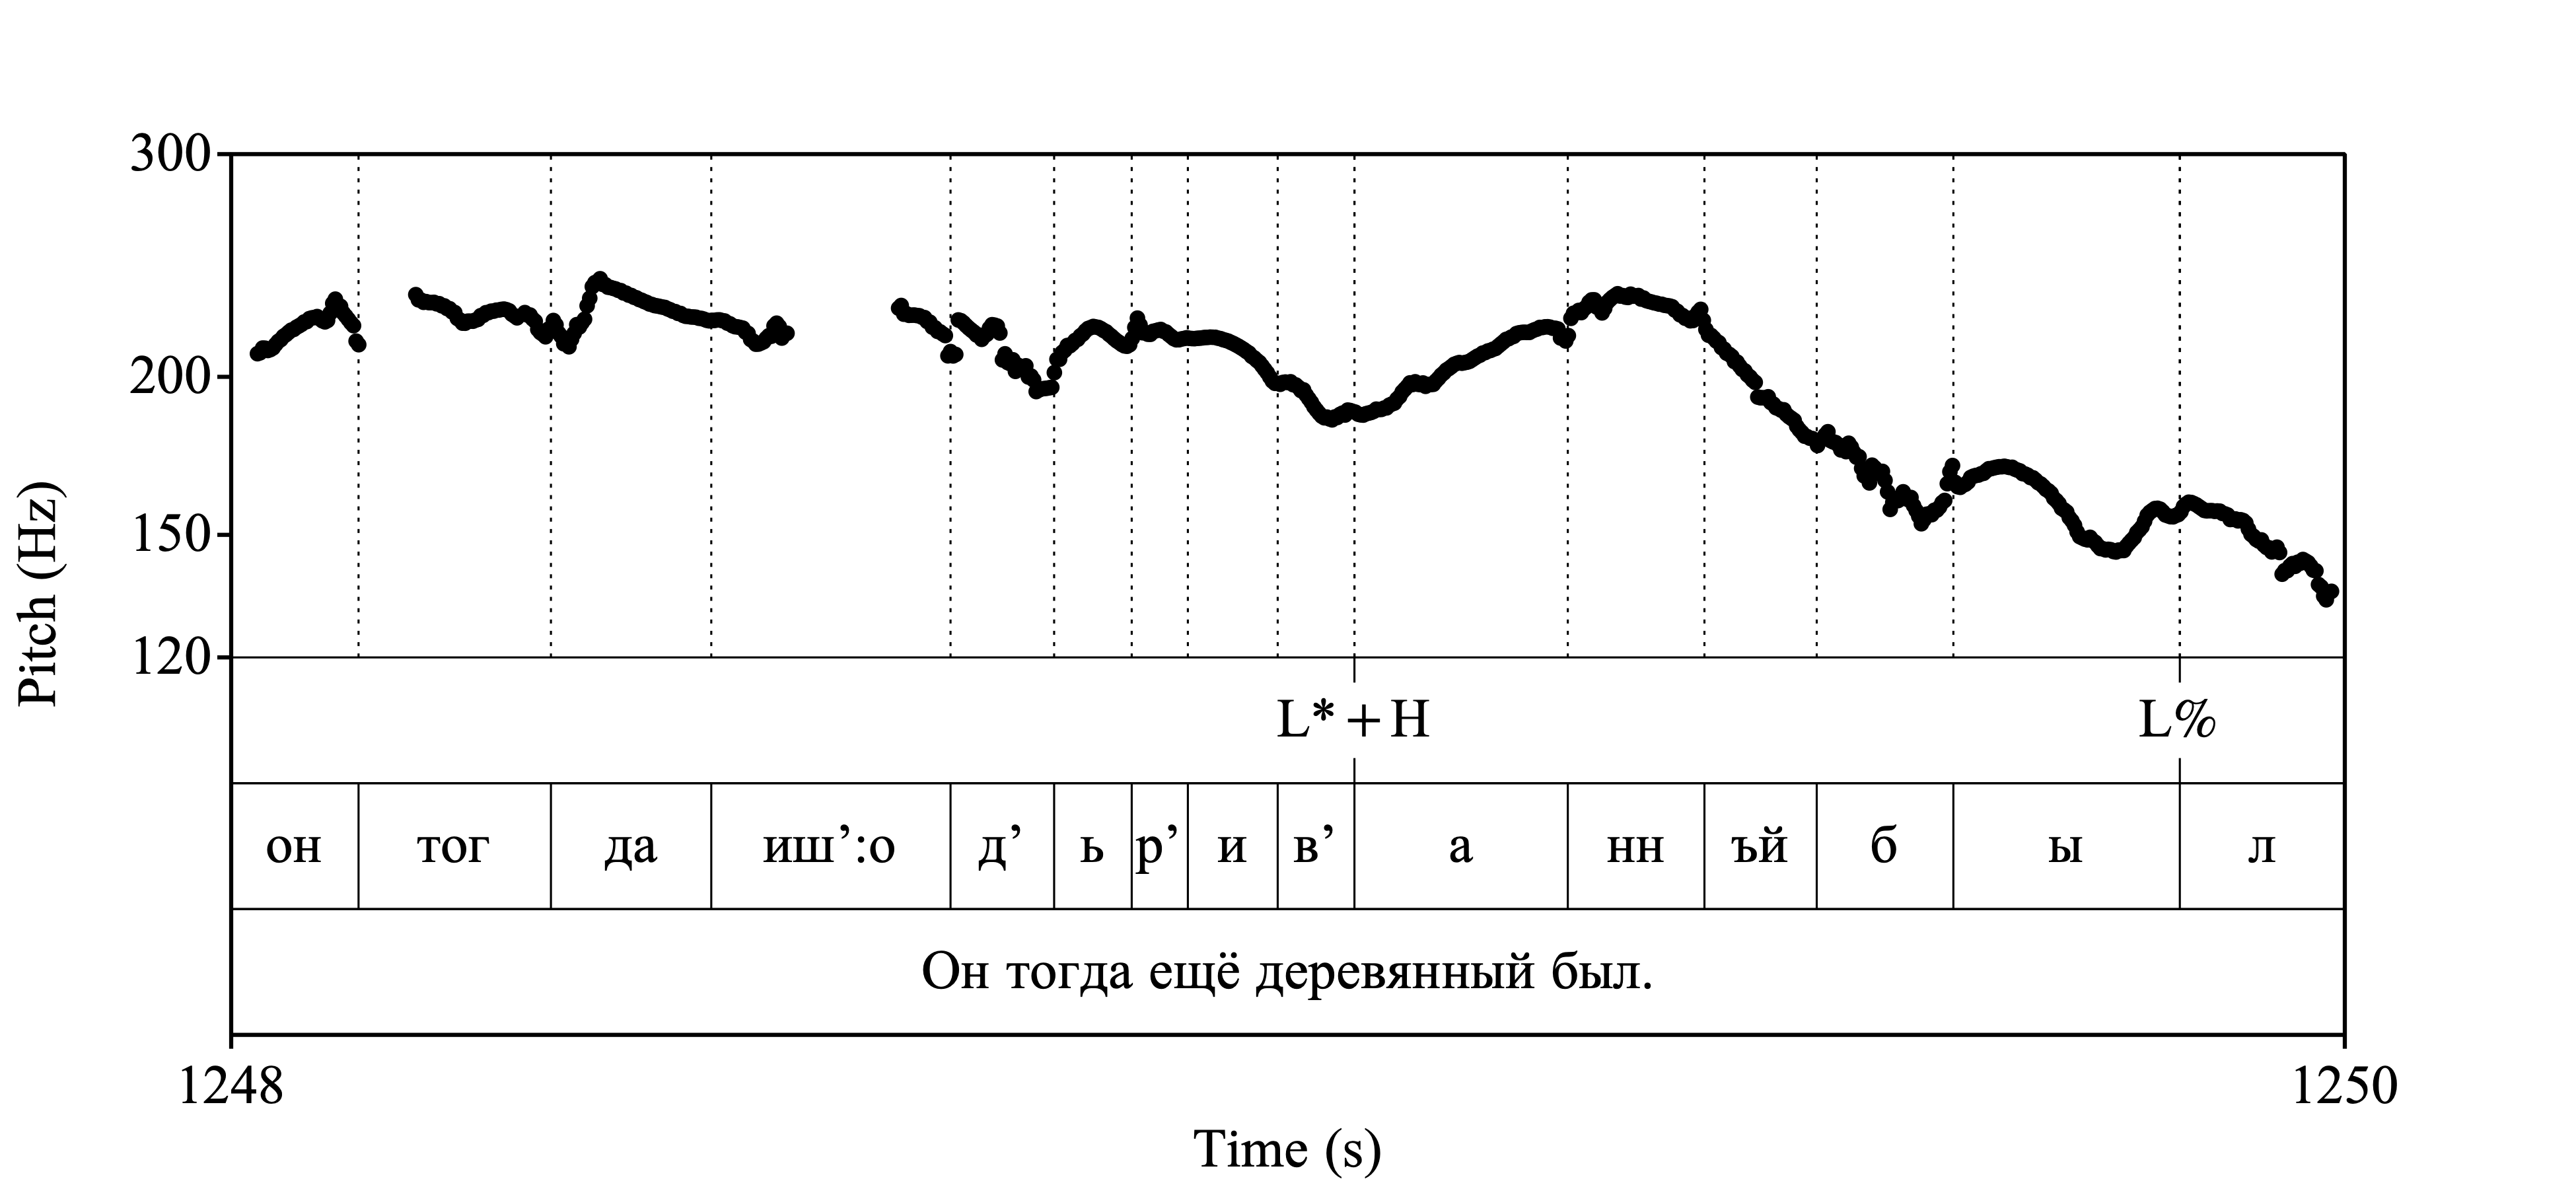 300
200
150
120
Pitch (Hz)
L* + H L%
он тог да иш’:о д’ ь р’ и в’ а нн ъй б ы л
Он тогда ещё деревянный был.
1248 1250
Time (s)